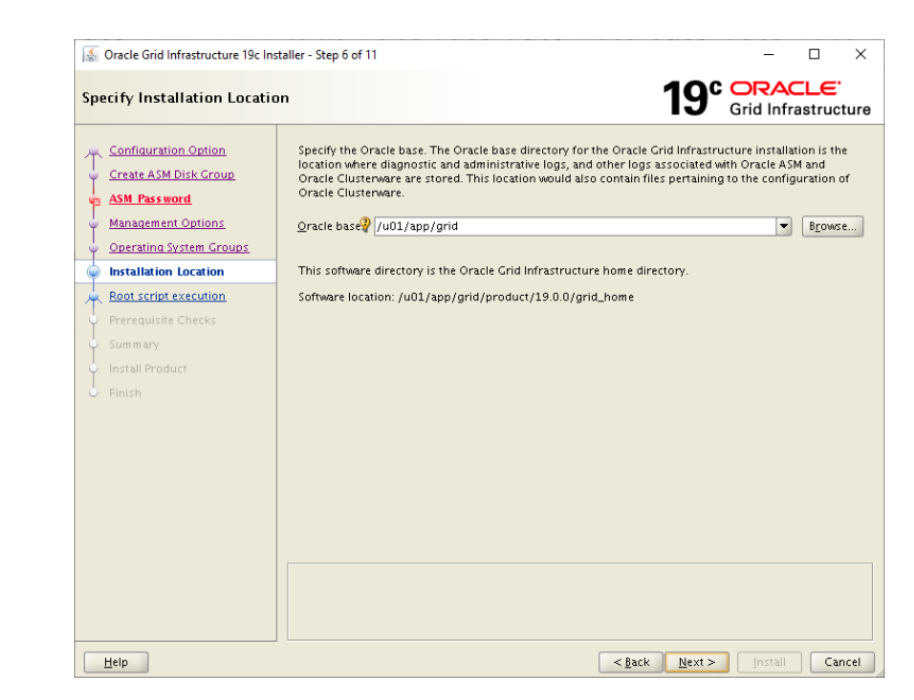 Oracle Grid Infrastructure 19c Installer - Step 6 of 11
Specify Installation Location
19c ORACLE
Grid Infrastructure
Configuration Option
Create ASM Disk Group
ASM Password
Management Options
Operating System Groups
Installation Location
Root script execution
Prerequisite Checks
Summary
Install Product
Finish
Specify the Oracle base. The Oracle base directory for the Oracle Grid Infrastructure installation is the
location where diagnostic and administrative logs, and other logs associated with Oracle ASM and
Oracle Clusterware are stored. This location would also contain files pertaining to the configuration of
Oracle Clusterware.
Oracle base /u01/app/grid Browse...
This software directory is the Oracle Grid Infrastructure home directory.
Software location: /u01/app/grid/product/19.0.0/grid_home
Help < Back Next > Install Cancel